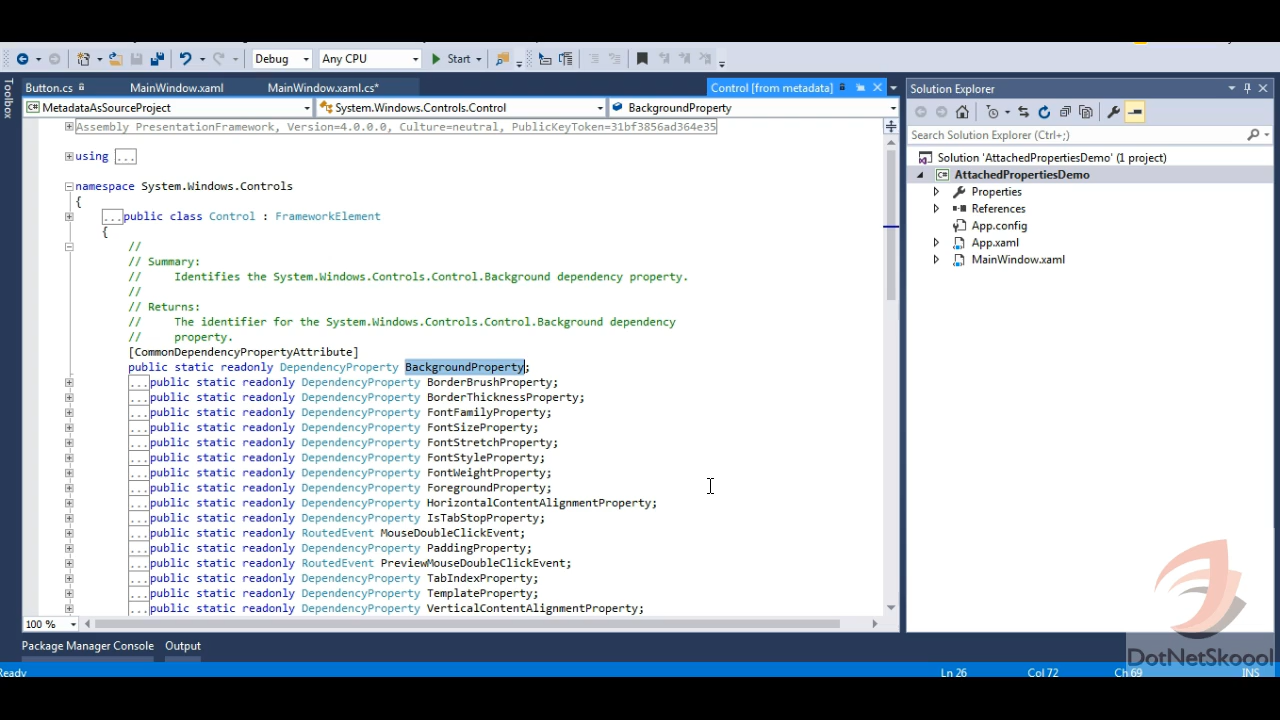 Debug
Any CPU
Start
Toolbox
Button.cs
MainWindow.xaml
MainWindow.xaml.cs*
Control [from metadata]
MetadataAsSourceProject
System.Windows.Controls.Control
BackgroundProperty
Assembly PresentationFramework, Version=4.0.0.0, Culture=neutral, PublicKeyToken=31bf3856ad364e35
using ...
namespace System.Windows.Controls
{
...public class Control : FrameworkElement
{
//
// Summary:
//     Identifies the System.Windows.Controls.Control.Background dependency property.
//
// Returns:
//     The identifier for the System.Windows.Controls.Control.Background dependency
//     property.
[CommonDependencyPropertyAttribute]
public static readonly DependencyProperty BackgroundProperty;
...public static readonly DependencyProperty BorderBrushProperty;
...public static readonly DependencyProperty BorderThicknessProperty;
...public static readonly DependencyProperty FontFamilyProperty;
...public static readonly DependencyProperty FontSizeProperty;
...public static readonly DependencyProperty FontStretchProperty;
...public static readonly DependencyProperty FontStyleProperty;
...public static readonly DependencyProperty FontWeightProperty;
...public static readonly DependencyProperty ForegroundProperty;
...public static readonly DependencyProperty HorizontalContentAlignmentProperty;
...public static readonly DependencyProperty IsTabStopProperty;
...public static readonly RoutedEvent MouseDoubleClickEvent;
...public static readonly DependencyProperty PaddingProperty;
...public static readonly RoutedEvent PreviewMouseDoubleClickEvent;
...public static readonly DependencyProperty TabIndexProperty;
...public static readonly DependencyProperty TemplateProperty;
...public static readonly DependencyProperty VerticalContentAlignmentProperty;
100 %
Solution Explorer
Search Solution Explorer (Ctrl+;)
Solution 'AttachedPropertiesDemo' (1 project)
AttachedPropertiesDemo
Properties
References
App.config
App.xaml
MainWindow.xaml
Package Manager Console
Output
DotNetSkoool
Ready
Ln 26
Col 72
Ch 69
INS